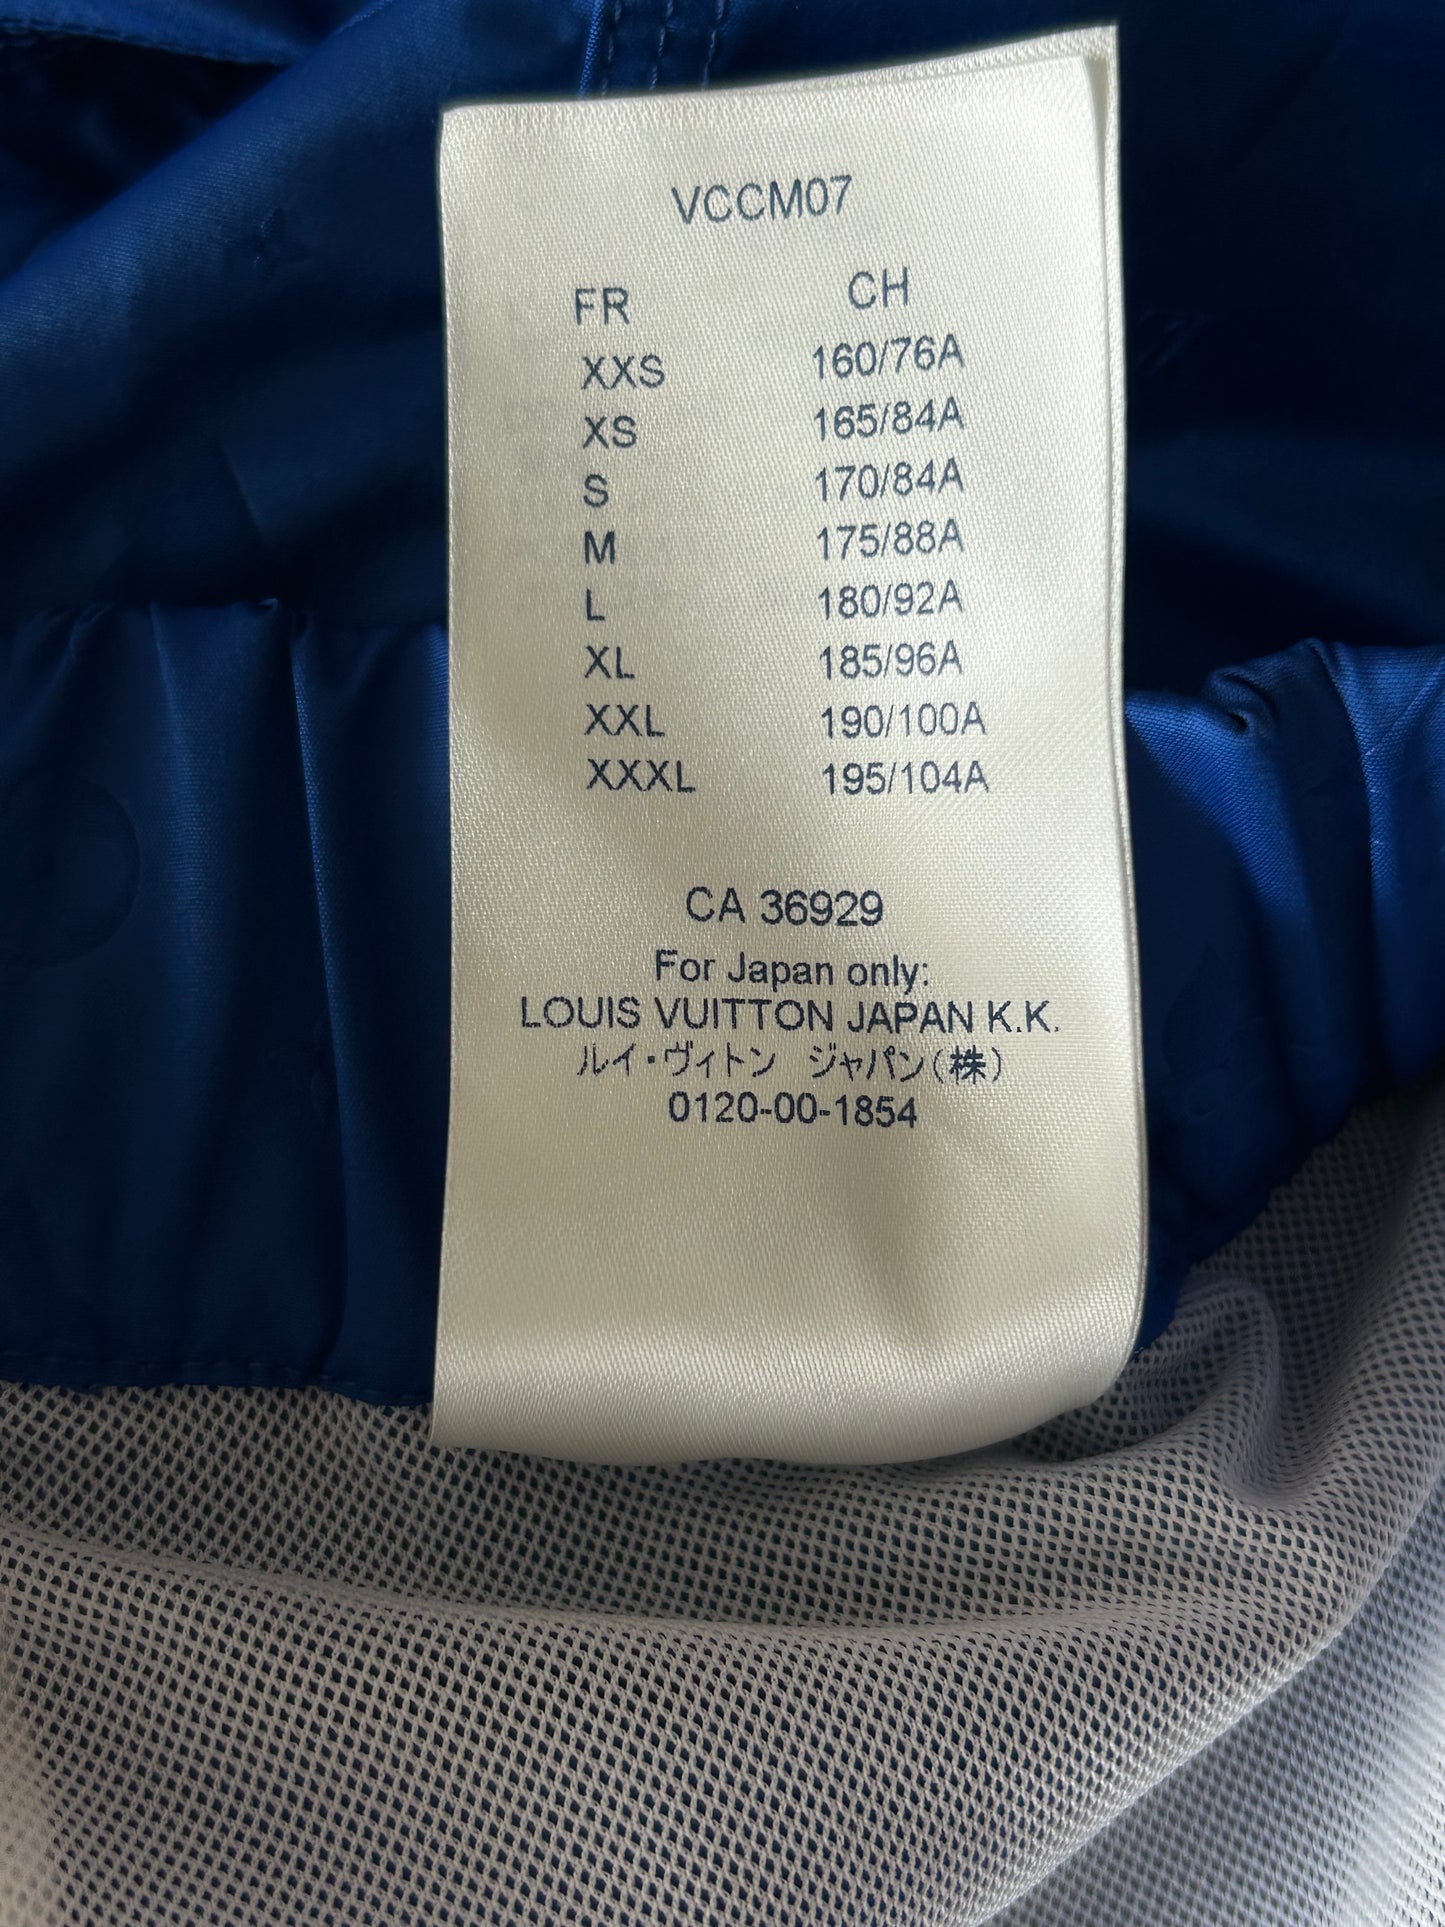 VCCM07
FR CH
XXS 160/76A
XS 165/84A
S 170/84A
M 175/88A
L 180/92A
XL 185/96A
XXL 190/100A
XXXL 195/104A
CA 36929
For Japan only:
LOUIS VUITTON JAPAN K.K.
ルイ・ヴィトン ジャパン(株)
0120-00-1854